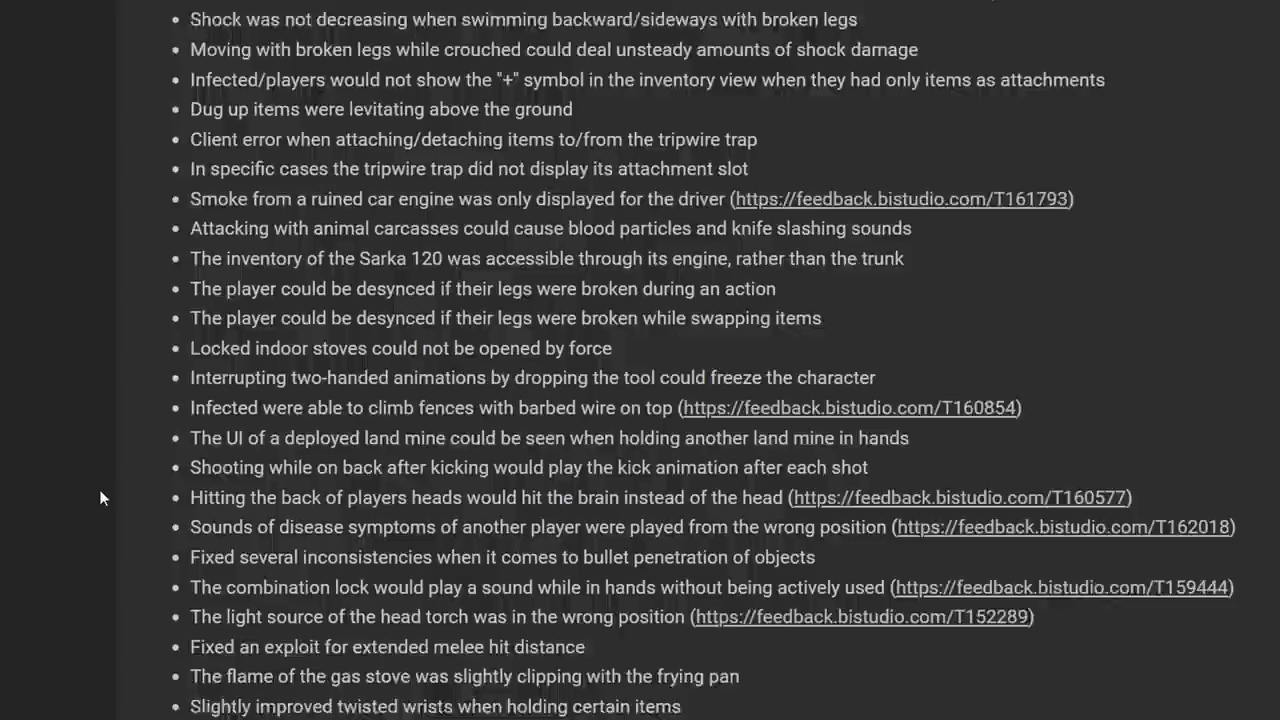 Shock was not decreasing when swimming backward/sideways with broken legs
Moving with broken legs while crouched could deal unsteady amounts of shock damage
Infected/players would not show the "+" symbol in the inventory view when they had only items as attachments
Dug up items were levitating above the ground
Client error when attaching/detaching items to/from the tripwire trap
In specific cases the tripwire trap did not display its attachment slot
Smoke from a ruined car engine was only displayed for the driver (https://feedback.bistudio.com/T161793)
Attacking with animal carcasses could cause blood particles and knife slashing sounds
The inventory of the Sarka 120 was accessible through its engine, rather than the trunk
The player could be desynced if their legs were broken during an action
The player could be desynced if their legs were broken while swapping items
Locked indoor stoves could not be opened by force
Interrupting two-handed animations by dropping the tool could freeze the character
Infected were able to climb fences with barbed wire on top (https://feedback.bistudio.com/T160854)
The UI of a deployed land mine could be seen when holding another land mine in hands
Shooting while on back after kicking would play the kick animation after each shot
Hitting the back of players heads would hit the brain instead of the head (https://feedback.bistudio.com/T160577)
Sounds of disease symptoms of another player were played from the wrong position (https://feedback.bistudio.com/T162018)
Fixed several inconsistencies when it comes to bullet penetration of objects
The combination lock would play a sound while in hands without being actively used (https://feedback.bistudio.com/T159444)
The light source of the head torch was in the wrong position (https://feedback.bistudio.com/T152289)
Fixed an exploit for extended melee hit distance
The flame of the gas stove was slightly clipping with the frying pan
Slightly improved twisted wrists when holding certain items